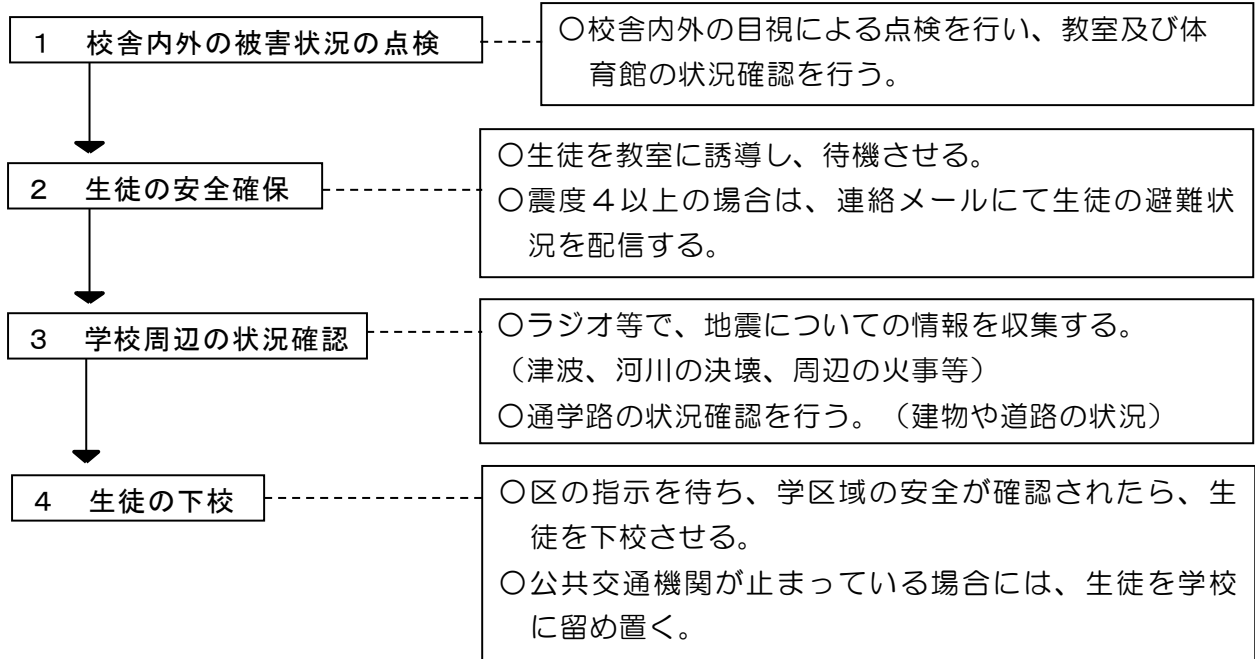 １　校舎内外の被害状況の点検
〇校舎内外の目視による点検を行い、教室及び体
育館の状況確認を行う。
２　生徒の安全確保
〇生徒を教室に誘導し、待機させる。
〇震度４以上の場合は、連絡メールにて生徒の避難状
況を配信する。
３　学校周辺の状況確認
〇ラジオ等で、地震についての情報を収集する。
（津波、河川の決壊、周辺の火事等）
〇通学路の状況確認を行う。（建物や道路の状況）
４　生徒の下校
〇区の指示を待ち、学区域の安全が確認されたら、生
徒を下校させる。
〇公共交通機関が止まっている場合には、生徒を学校
に留め置く。